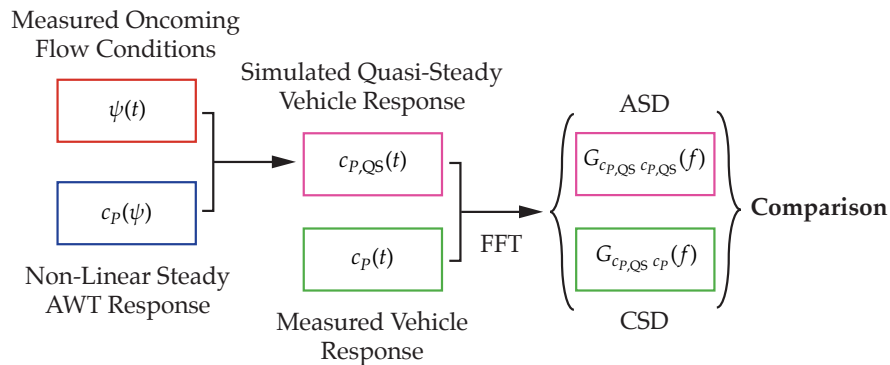 Measured Oncoming
Flow Conditions
ψ(t)
c_P(ψ)
Non-Linear Steady
AWT Response
Simulated Quasi-Steady
Vehicle Response
c_{P,QS}(t)
c_P(t)
Measured Vehicle
Response
FFT
ASD
G_{c_{P,QS} c_{P,QS}}(f)
G_{c_{P,QS} c_P}(f)
CSD
Comparison